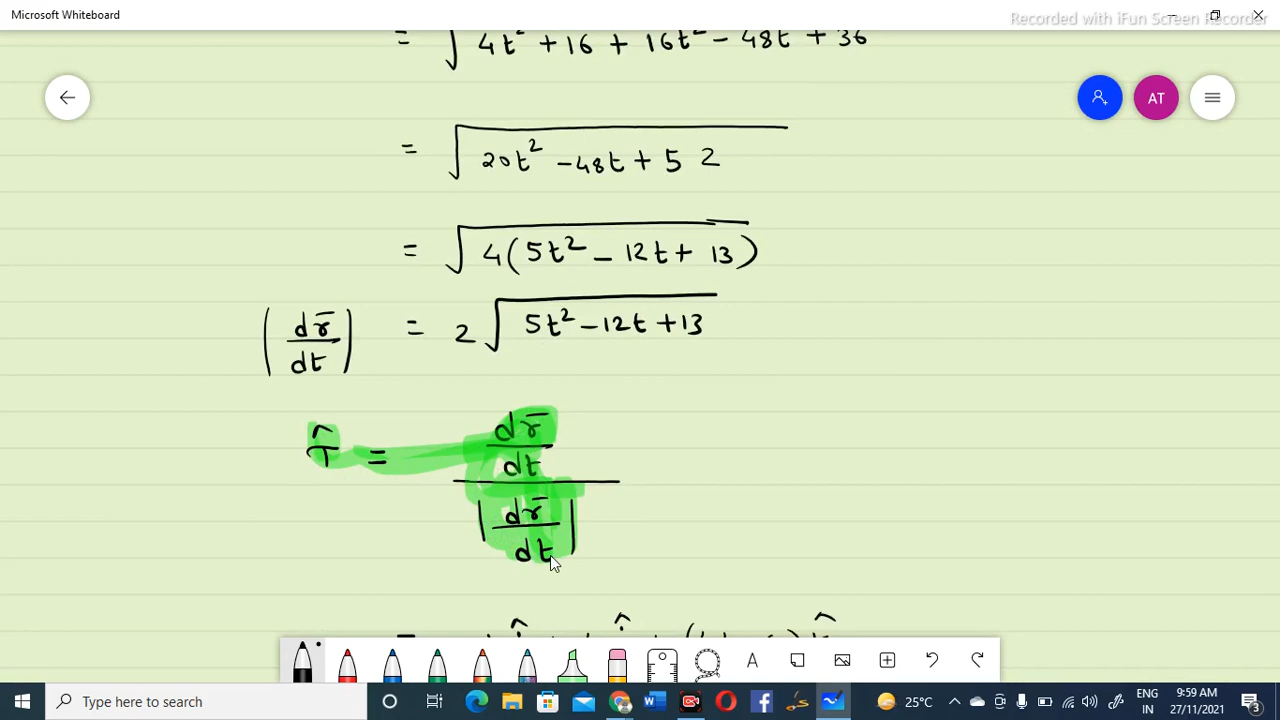 Microsoft Whiteboard
Recorded with iFun Screen Recorder
= √4t² + 16 + 16t² - 48t + 36
AT
= √20t² - 48t + 52
= √4(5t² - 12t + 13)
|dr̄/dt| = 2√5t² - 12t + 13
T̂ = dr̄/dt / |dr̄/dt|
=
A
Type here to search
25°C
ENG
IN
9:59 AM
27/11/2021
3